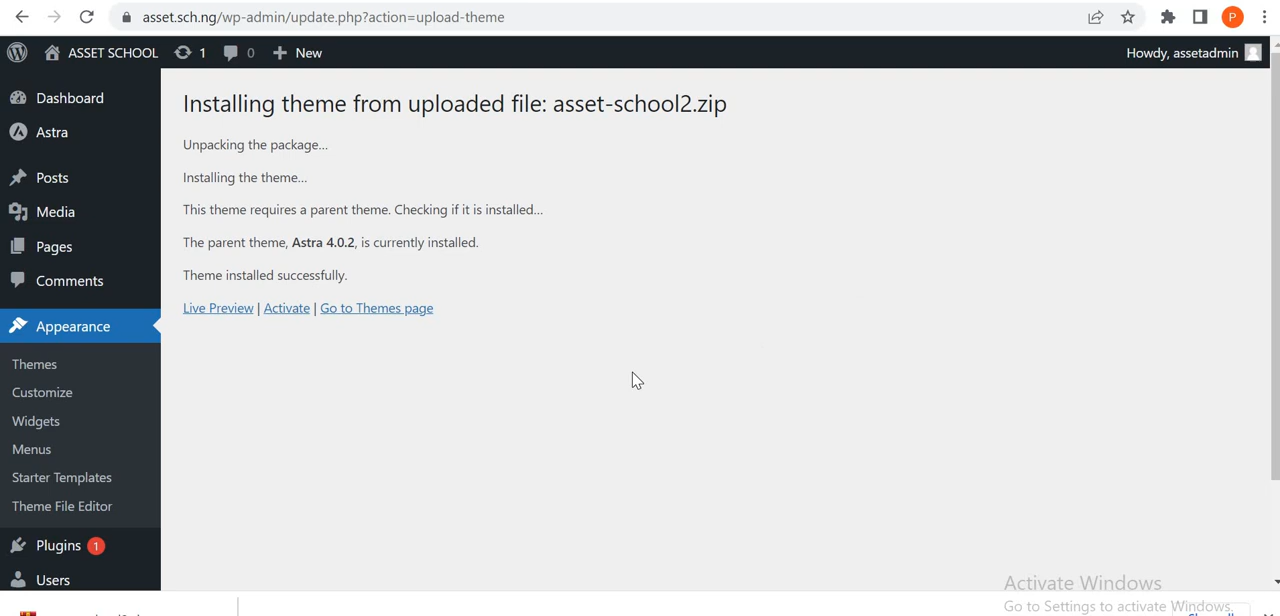 asset.sch.ng/wp-admin/update.php?action=upload-theme
P
ASSET SCHOOL 1 0 New
Howdy, assetadmin
Dashboard
Astra
Posts
Media
Pages
Comments
Appearance
Themes
Customize
Widgets
Menus
Starter Templates
Theme File Editor
Plugins 1
Users
Installing theme from uploaded file: asset-school2.zip
Unpacking the package...
Installing the theme...
This theme requires a parent theme. Checking if it is installed...
The parent theme, Astra 4.0.2, is currently installed.
Theme installed successfully.
Live Preview | Activate | Go to Themes page
Activate Windows
Go to Settings to activate Windows.